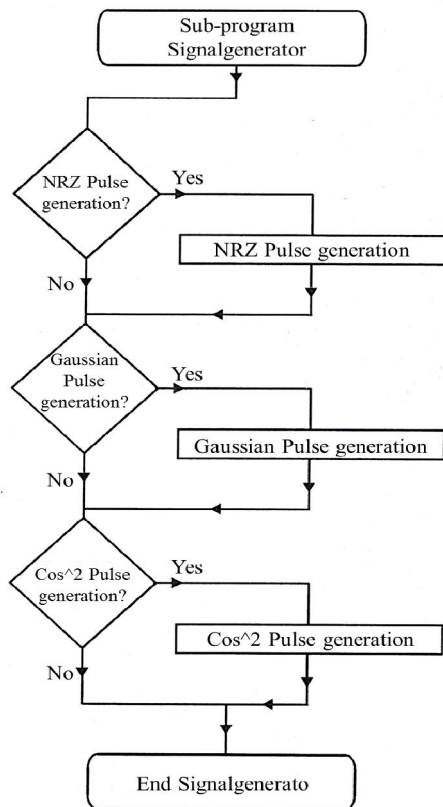 Sub-program
Signalgenerator
NRZ Pulse
generation?
Yes
NRZ Pulse generation
No
Gaussian
Pulse
generation?
Yes
Gaussian Pulse generation
No
Cos^2 Pulse
generation?
Yes
Cos^2 Pulse generation
No
End Signalgenerato